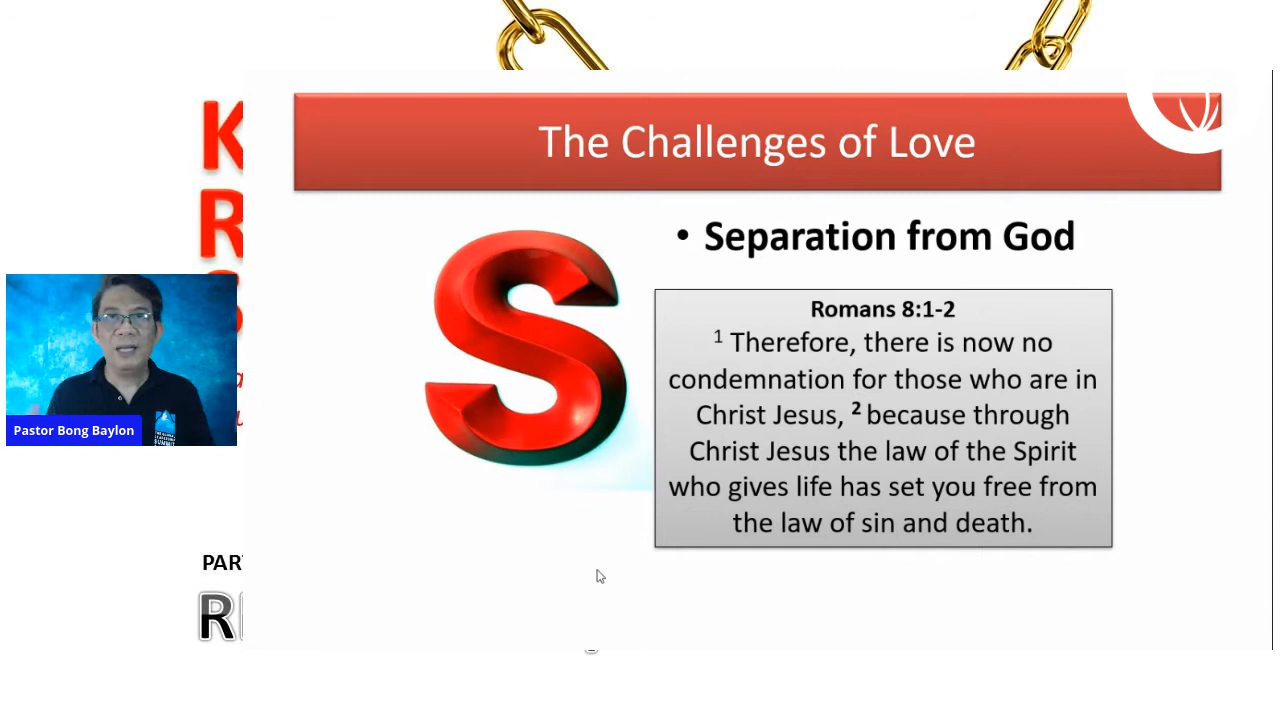 The Challenges of Love
K
R
S
• Separation from God
Romans 8:1-2
1 Therefore, there is now no
condemnation for those who are in
Christ Jesus, 2 because through
Christ Jesus the law of the Spirit
who gives life has set you free from
the law of sin and death.
Pastor Bong Baylon
SUMMIT
PAR
R